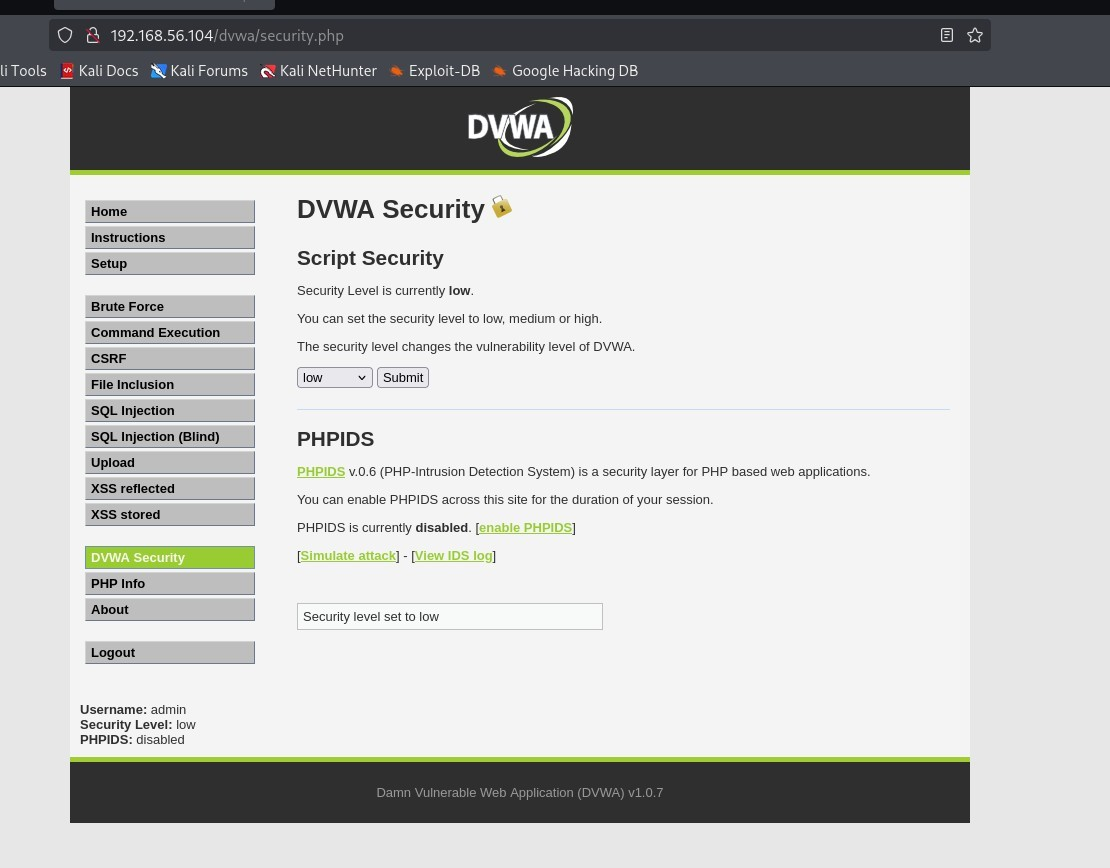 192.168.56.104/dvwa/security.php
li Tools Kali Docs Kali Forums Kali NetHunter Exploit-DB Google Hacking DB
DVWA
Home
Instructions
Setup
Brute Force
Command Execution
CSRF
File Inclusion
SQL Injection
SQL Injection (Blind)
Upload
XSS reflected
XSS stored
DVWA Security
PHP Info
About
Logout
DVWA Security
Script Security
Security Level is currently low.
You can set the security level to low, medium or high.
The security level changes the vulnerability level of DVWA.
low Submit
PHPIDS
PHPIDS v.0.6 (PHP-Intrusion Detection System) is a security layer for PHP based web applications.
You can enable PHPIDS across this site for the duration of your session.
PHPIDS is currently disabled. [enable PHPIDS]
[Simulate attack] - [View IDS log]
Security level set to low
Username: admin
Security Level: low
PHPIDS: disabled
Damn Vulnerable Web Application (DVWA) v1.0.7